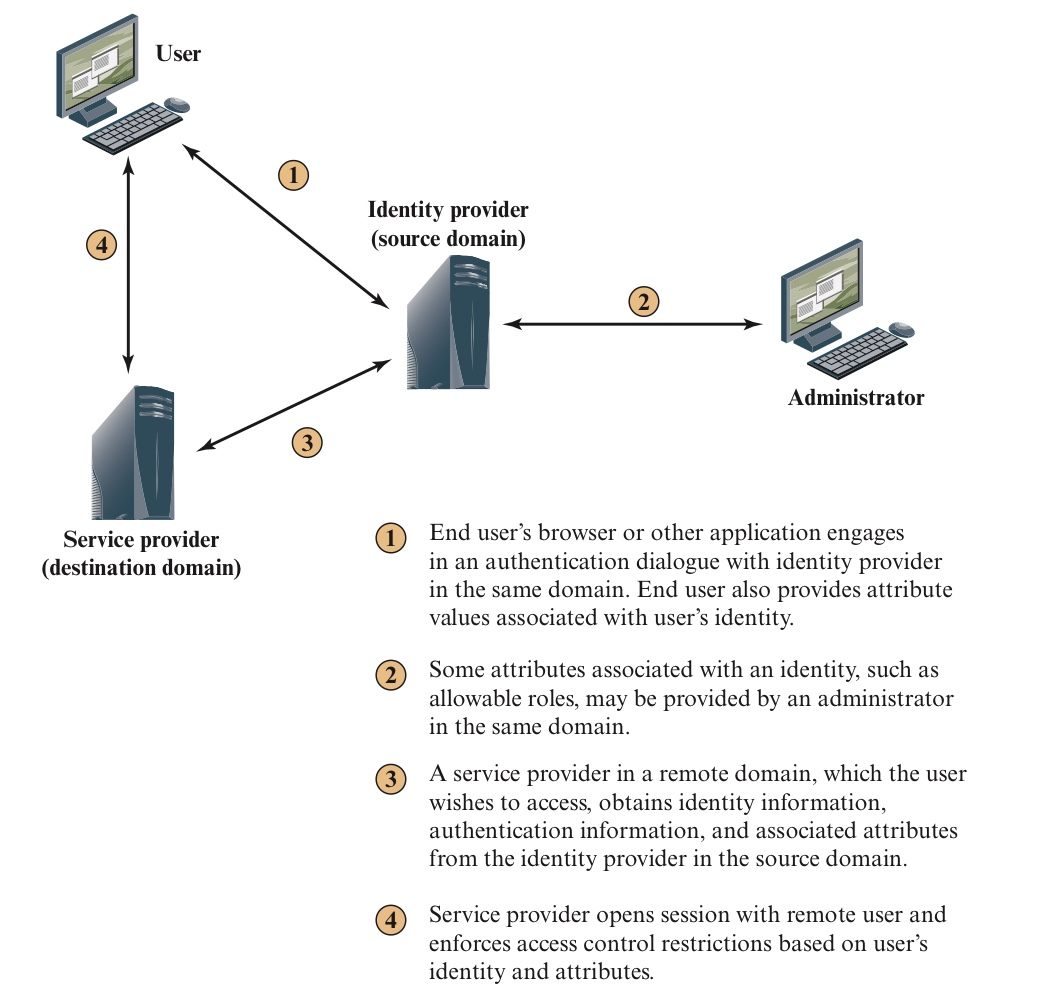 User
1
Identity provider
(source domain)
4
2
Administrator
3
Service provider
(destination domain)
1 End user’s browser or other application engages
in an authentication dialogue with identity provider
in the same domain. End user also provides attribute
values associated with user’s identity.
2 Some attributes associated with an identity, such as
allowable roles, may be provided by an administrator
in the same domain.
3 A service provider in a remote domain, which the user
wishes to access, obtains identity information,
authentication information, and associated attributes
from the identity provider in the source domain.
4 Service provider opens session with remote user and
enforces access control restrictions based on user’s
identity and attributes.